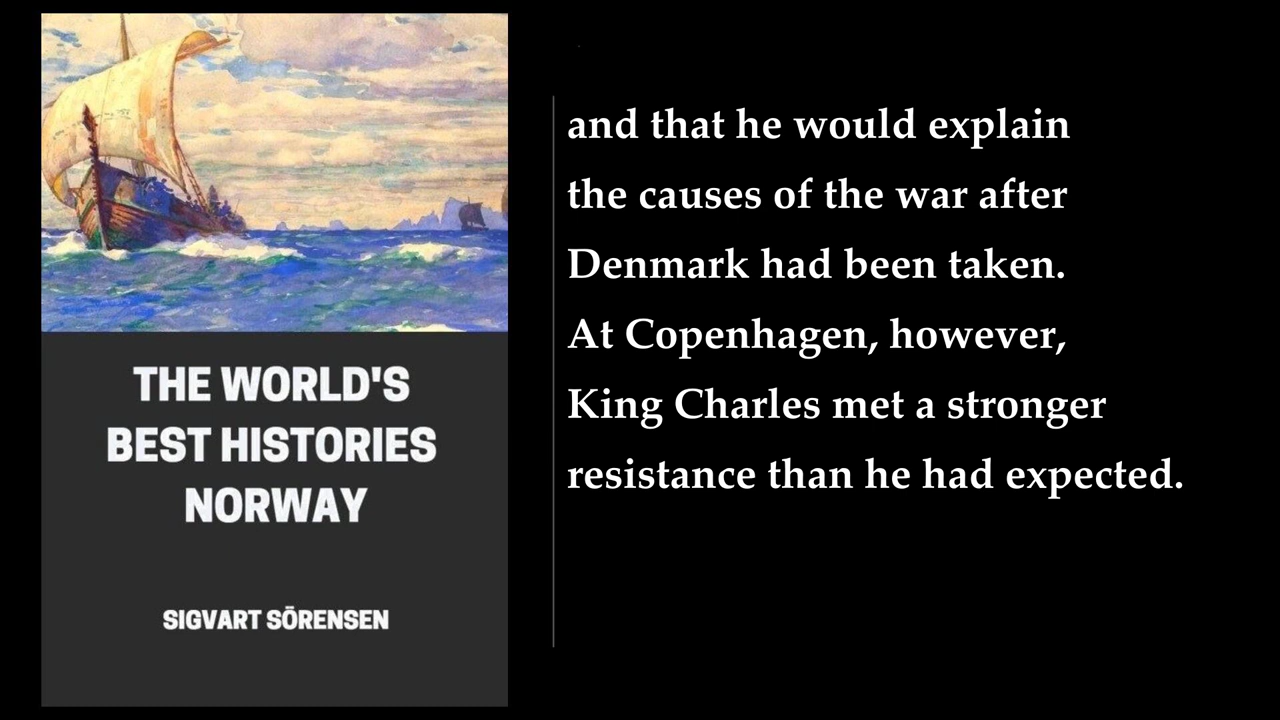 THE WORLD'S
BEST HISTORIES
NORWAY
SIGVART SÖRENSEN
and that he would explain
the causes of the war after
Denmark had been taken.
At Copenhagen, however,
King Charles met a stronger
resistance than he had expected.